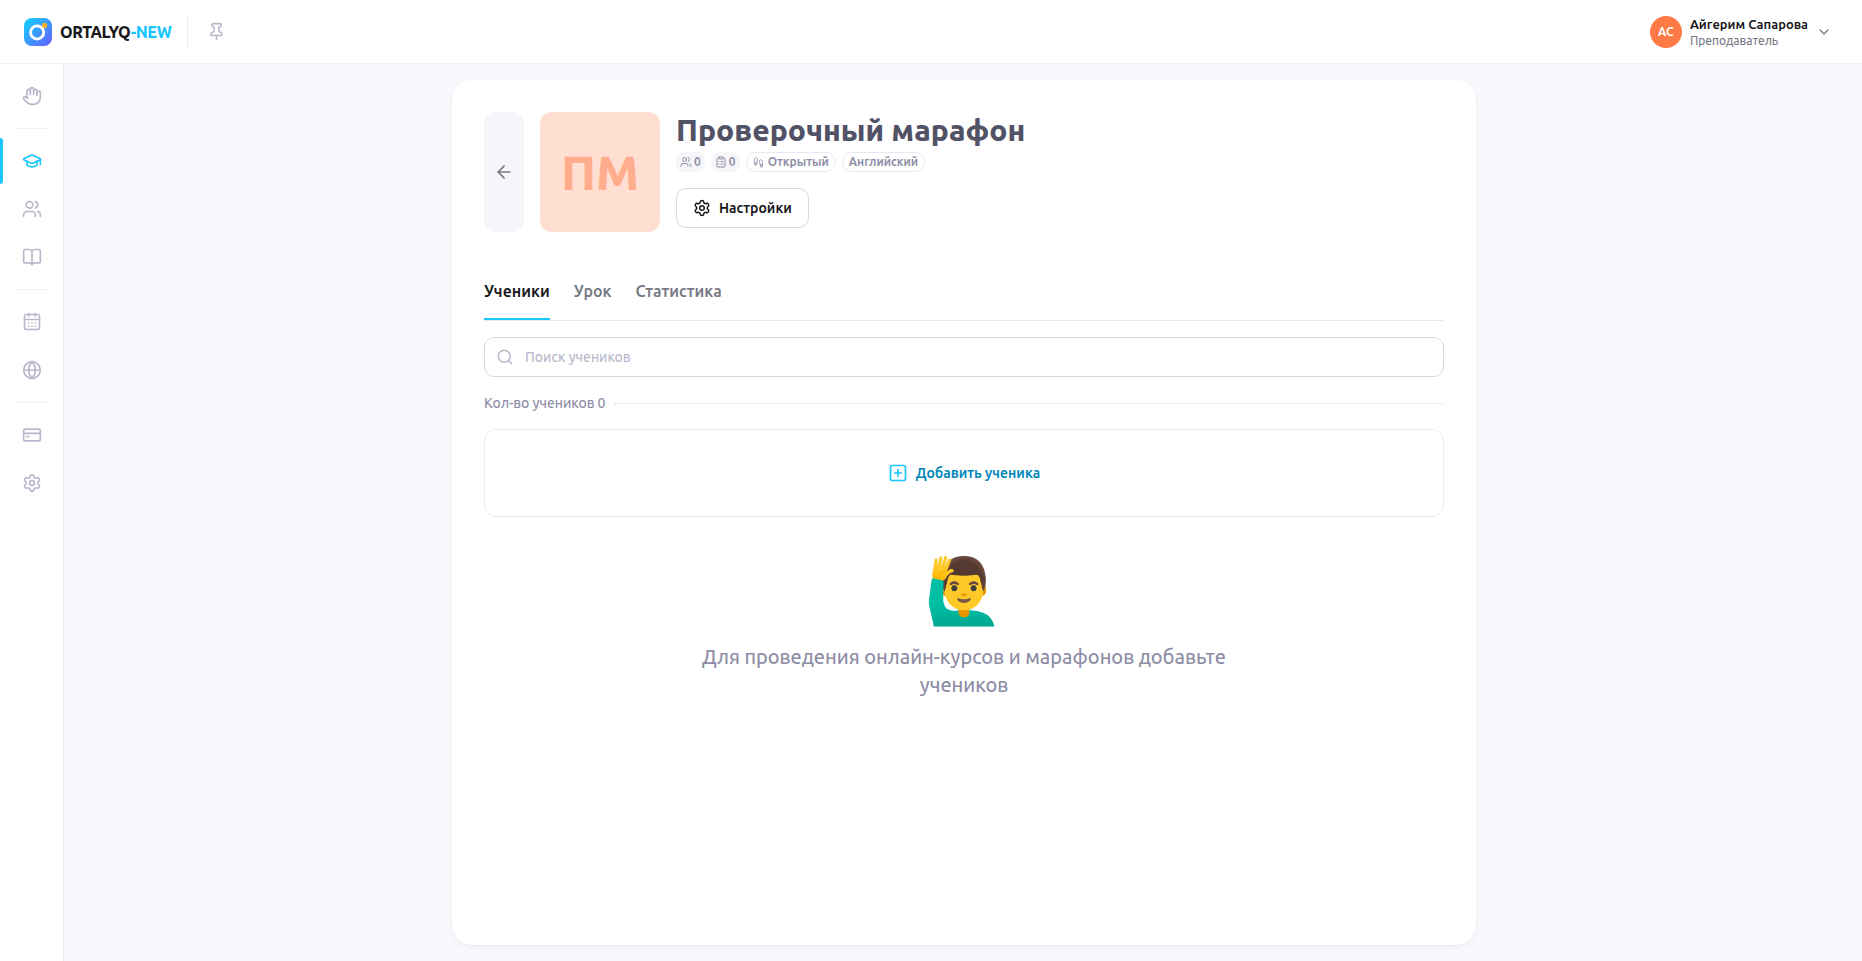 ORTALYQ-NEW
АС
Айгерим Сапарова
Преподаватель
ПМ
Проверочный марафон
0 0 Открытый Английский
Настройки
Ученики Урок Статистика
Поиск учеников
Кол-во учеников 0
Добавить ученика
Для проведения онлайн-курсов и марафонов добавьте
учеников